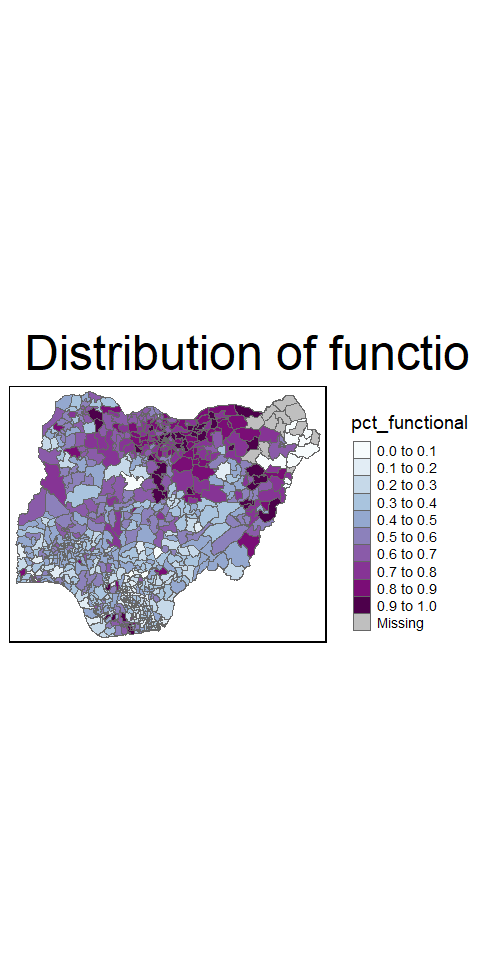 Distribution of functio
pct_functional
0.0 to 0.1
0.1 to 0.2
0.2 to 0.3
0.3 to 0.4
0.4 to 0.5
0.5 to 0.6
0.6 to 0.7
0.7 to 0.8
0.8 to 0.9
0.9 to 1.0
Missing